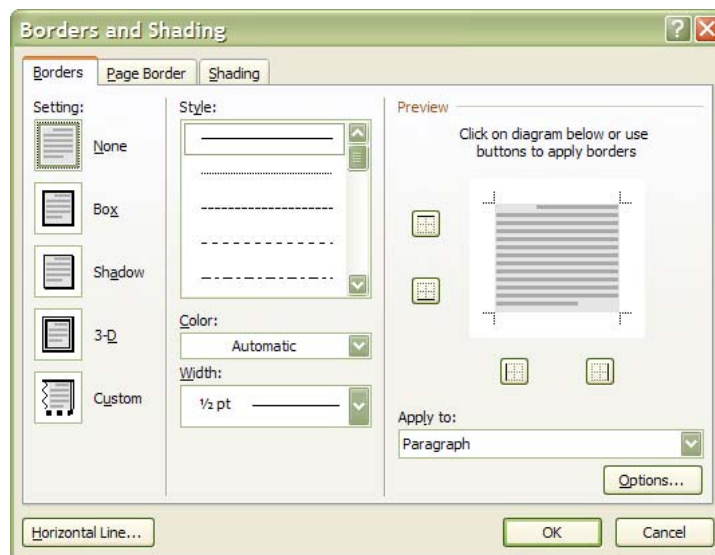 Borders and Shading
Borders
Page Border
Shading
Setting:
None
Box
Shadow
3-D
Custom
Style:
Color:
Automatic
Width:
½ pt
Preview
Click on diagram below or use
buttons to apply borders
Apply to:
Paragraph
Options...
Horizontal Line...
OK
Cancel